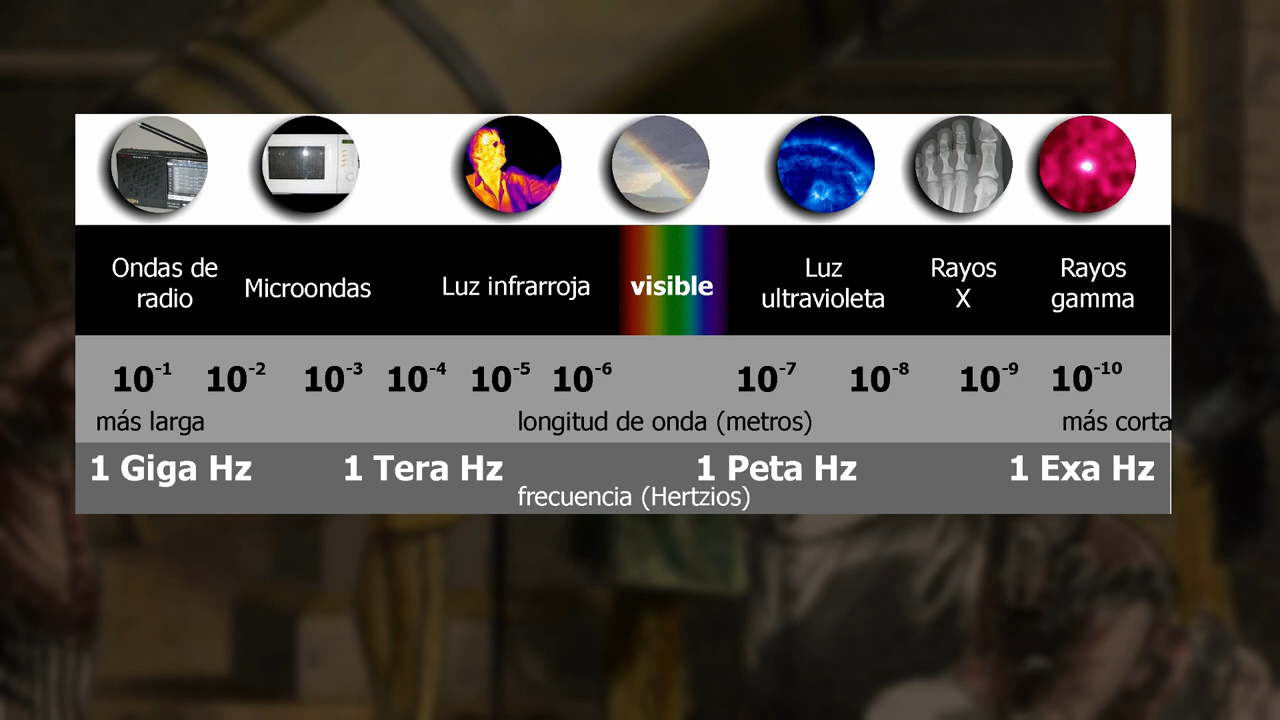 Ondas de
radio
Microondas
Luz infrarroja
visible
Luz
ultravioleta
Rayos
X
Rayos
gamma
10⁻¹ 10⁻² 10⁻³ 10⁻⁴ 10⁻⁵ 10⁻⁶ 10⁻⁷ 10⁻⁸ 10⁻⁹ 10⁻¹⁰
más larga longitud de onda (metros) más corta
1 Giga Hz 1 Tera Hz 1 Peta Hz 1 Exa Hz
frecuencia (Hertzios)